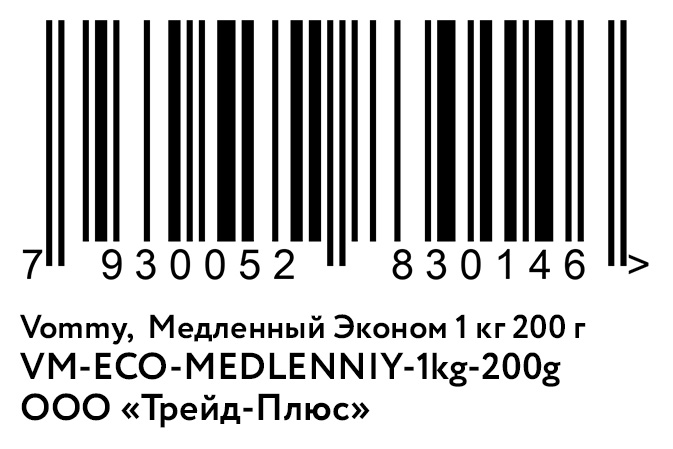 7 930052 830146 >
Vommy, Медленный Эконом 1 кг 200 г
VM-ECO-MEDLENNIY-1kg-200g
ООО «Трейд-Плюс»